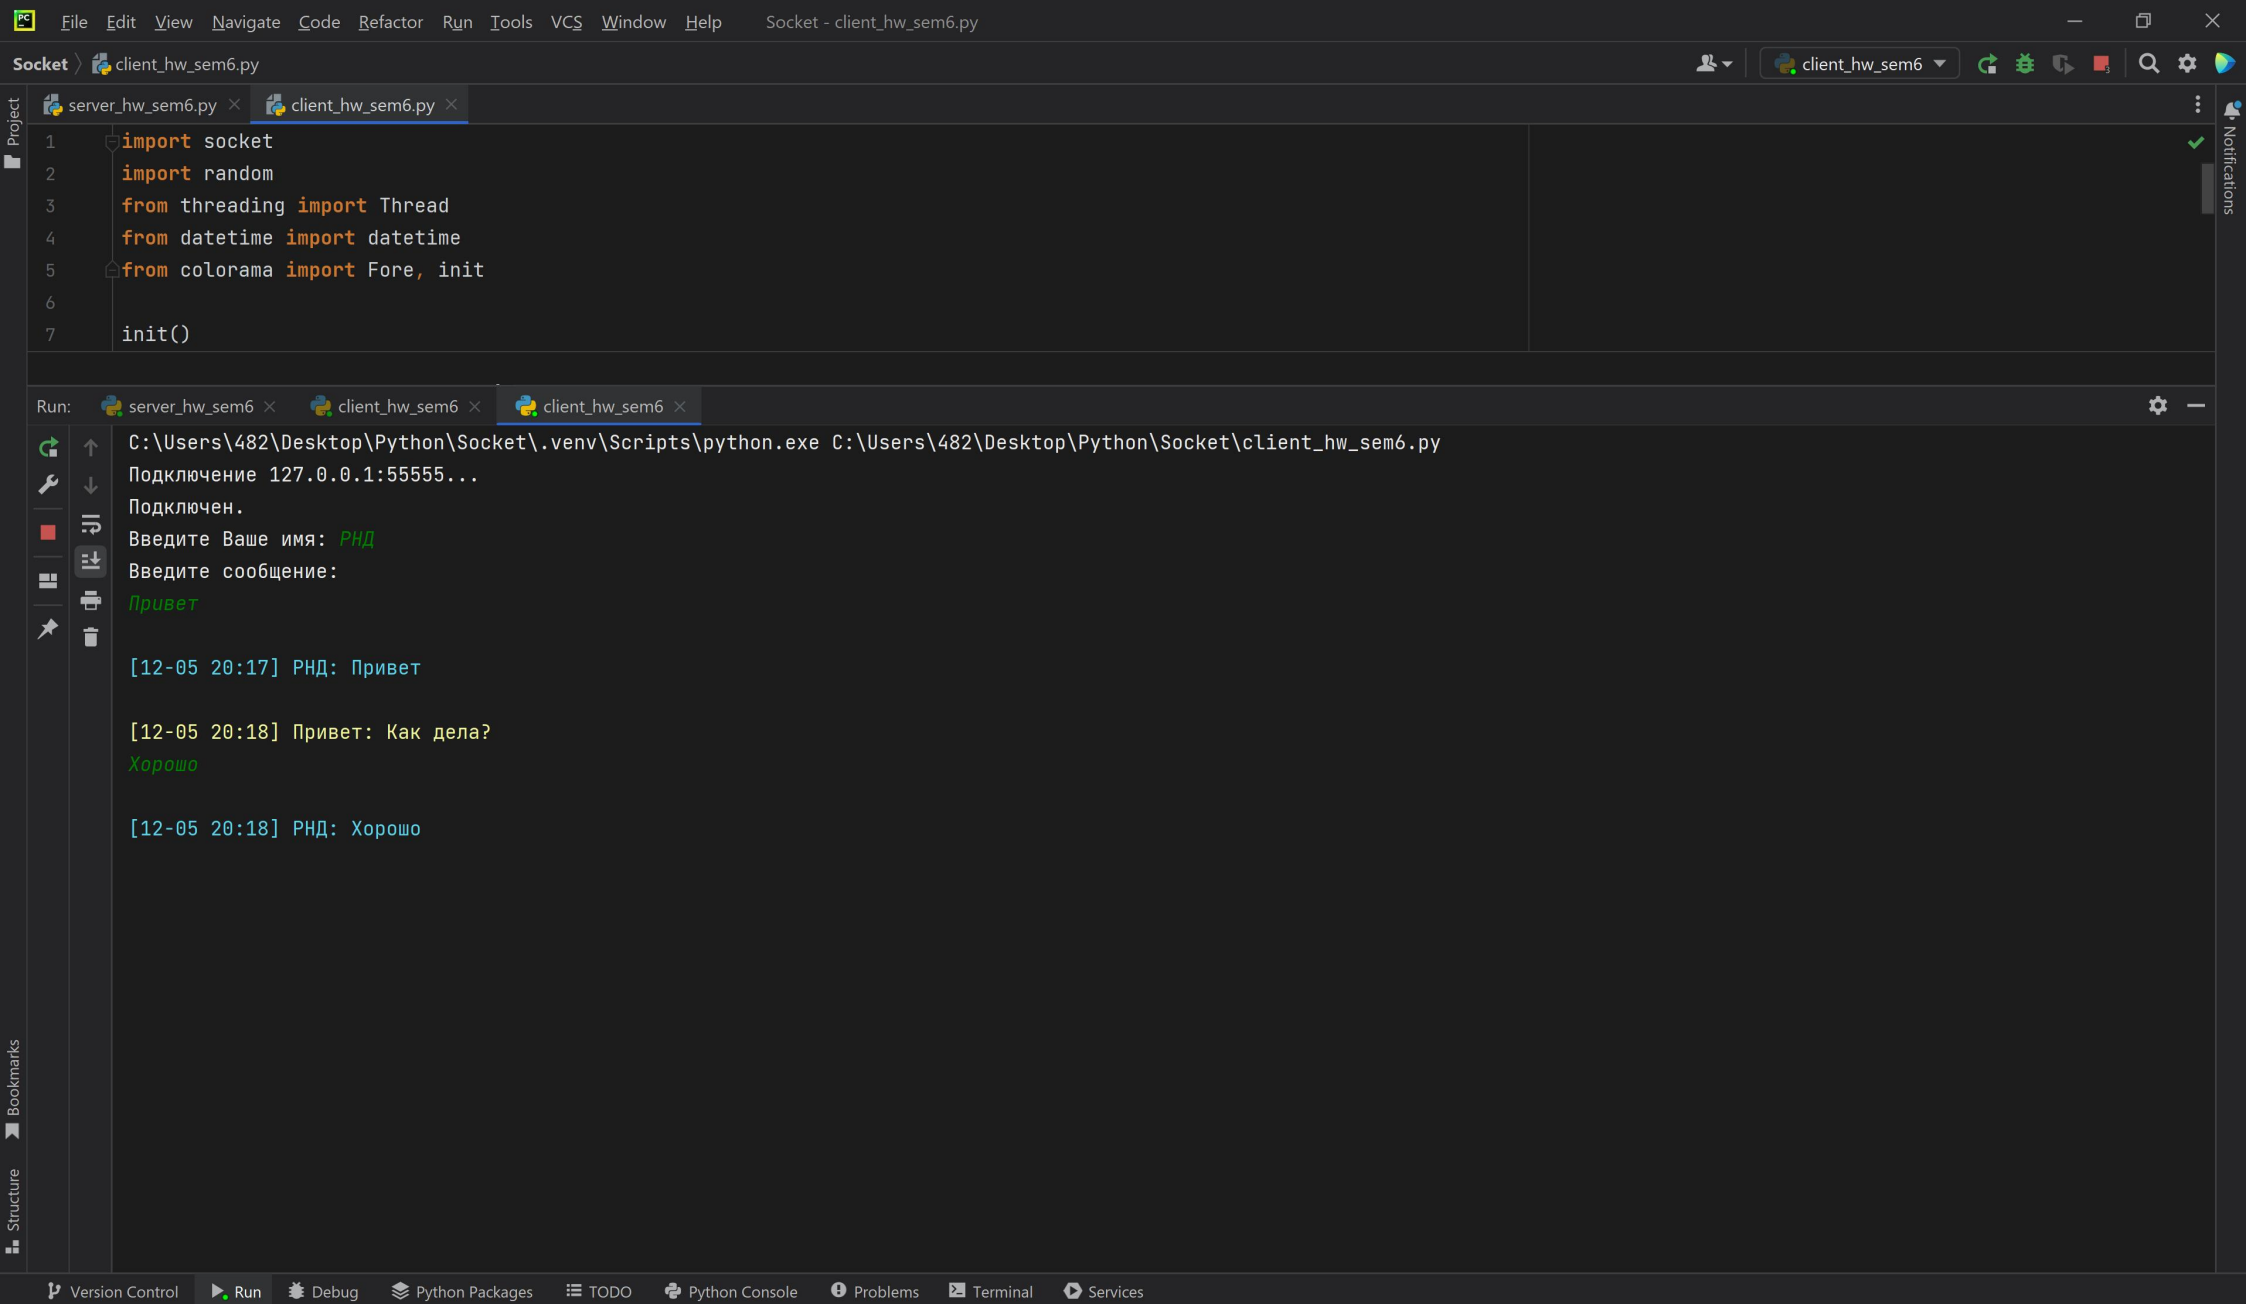 PC File Edit View Navigate Code Refactor Run Tools VCS Window Help Socket - client_hw_sem6.py
Socket client_hw_sem6.py client_hw_sem6
Project
server_hw_sem6.py client_hw_sem6.py
Notifications
1 import socket
2 import random
3 from threading import Thread
4 from datetime import datetime
5 from colorama import Fore, init
6
7 init()
Run: server_hw_sem6 client_hw_sem6 client_hw_sem6
C:\Users\482\Desktop\Python\Socket\.venv\Scripts\python.exe C:\Users\482\Desktop\Python\Socket\client_hw_sem6.py
Подключение 127.0.0.1:55555...
Подключен.
Введите Ваше имя: РНД
Введите сообщение:
Привет
[12-05 20:17] РНД: Привет
[12-05 20:18] Привет: Как дела?
Хорошо
[12-05 20:18] РНД: Хорошо
Bookmarks
Structure
Version Control Run Debug Python Packages TODO Python Console Problems Terminal Services